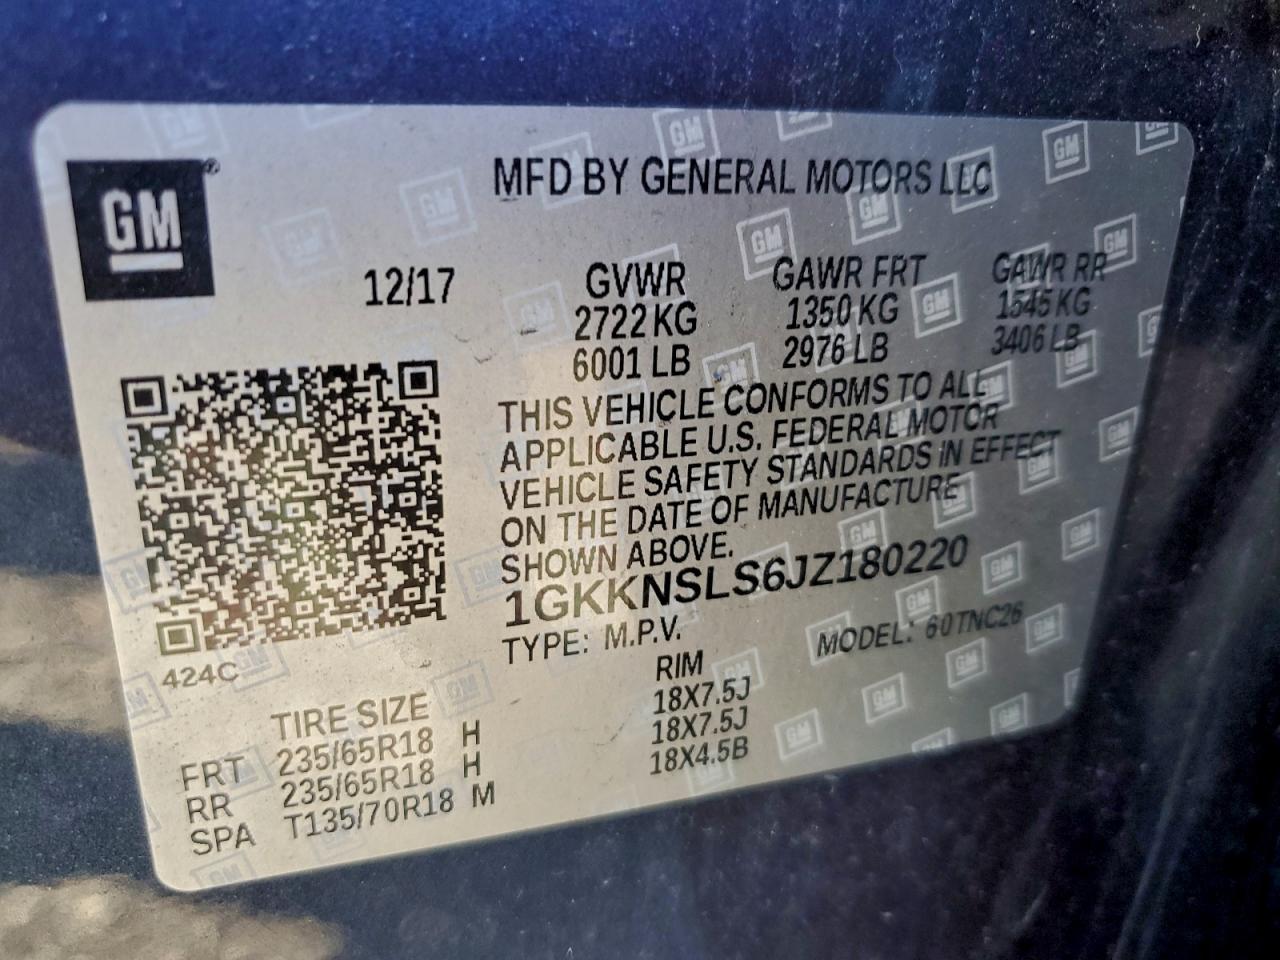 GM®
MFD BY GENERAL MOTORS LLC
12/17
GVWR GAWR FRT GAWR RR
2722 KG 1350 KG 1545 KG
6001 LB 2976 LB 3406 LB
THIS VEHICLE CONFORMS TO ALL
APPLICABLE U.S. FEDERAL MOTOR
VEHICLE SAFETY STANDARDS IN EFFECT
ON THE DATE OF MANUFACTURE
SHOWN ABOVE.
1GKKNSLS6JZ180220
TYPE: M.P.V. MODEL: 60TNC26
424C
TIRE SIZE RIM
FRT 235/65R18 H 18X7.5J
RR 235/65R18 H 18X7.5J
SPA T135/70R18 M 18X4.5B